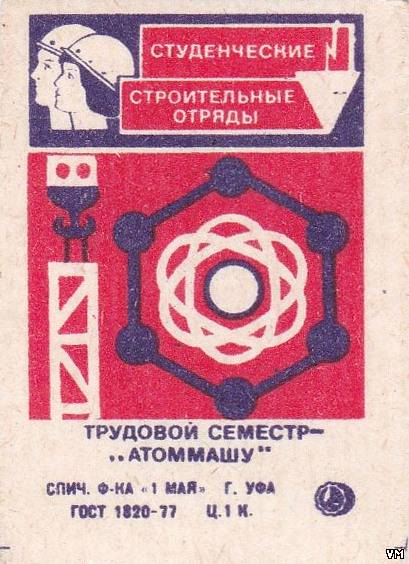 СТУДЕНЧЕСКИЕ
СТРОИТЕЛЬНЫЕ
ОТРЯДЫ
ТРУДОВОЙ СЕМЕСТР-
„АТОММАШУ"
СПИЧ. Ф-КА «1 МАЯ» Г. УФА
ГОСТ 1820-77 Ц.1 К.
VM